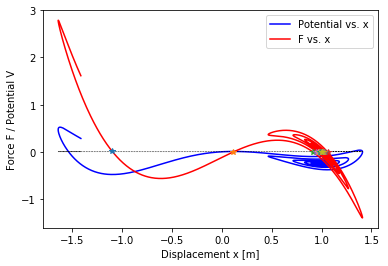 3
2
1
0
−1
Force F / Potential V
Potential vs. x
F vs. x
−1.5 −1.0 −0.5 0.0 0.5 1.0 1.5
Displacement x [m]